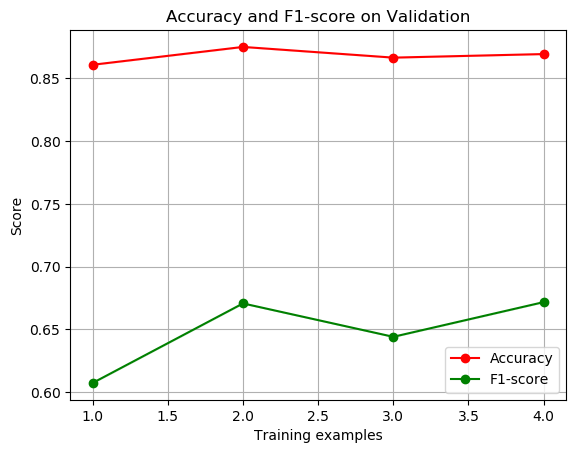 Accuracy and F1-score on Validation
Score
0.85
0.80
0.75
0.70
0.65
0.60
1.0 1.5 2.0 2.5 3.0 3.5 4.0
Training examples
Accuracy
F1-score